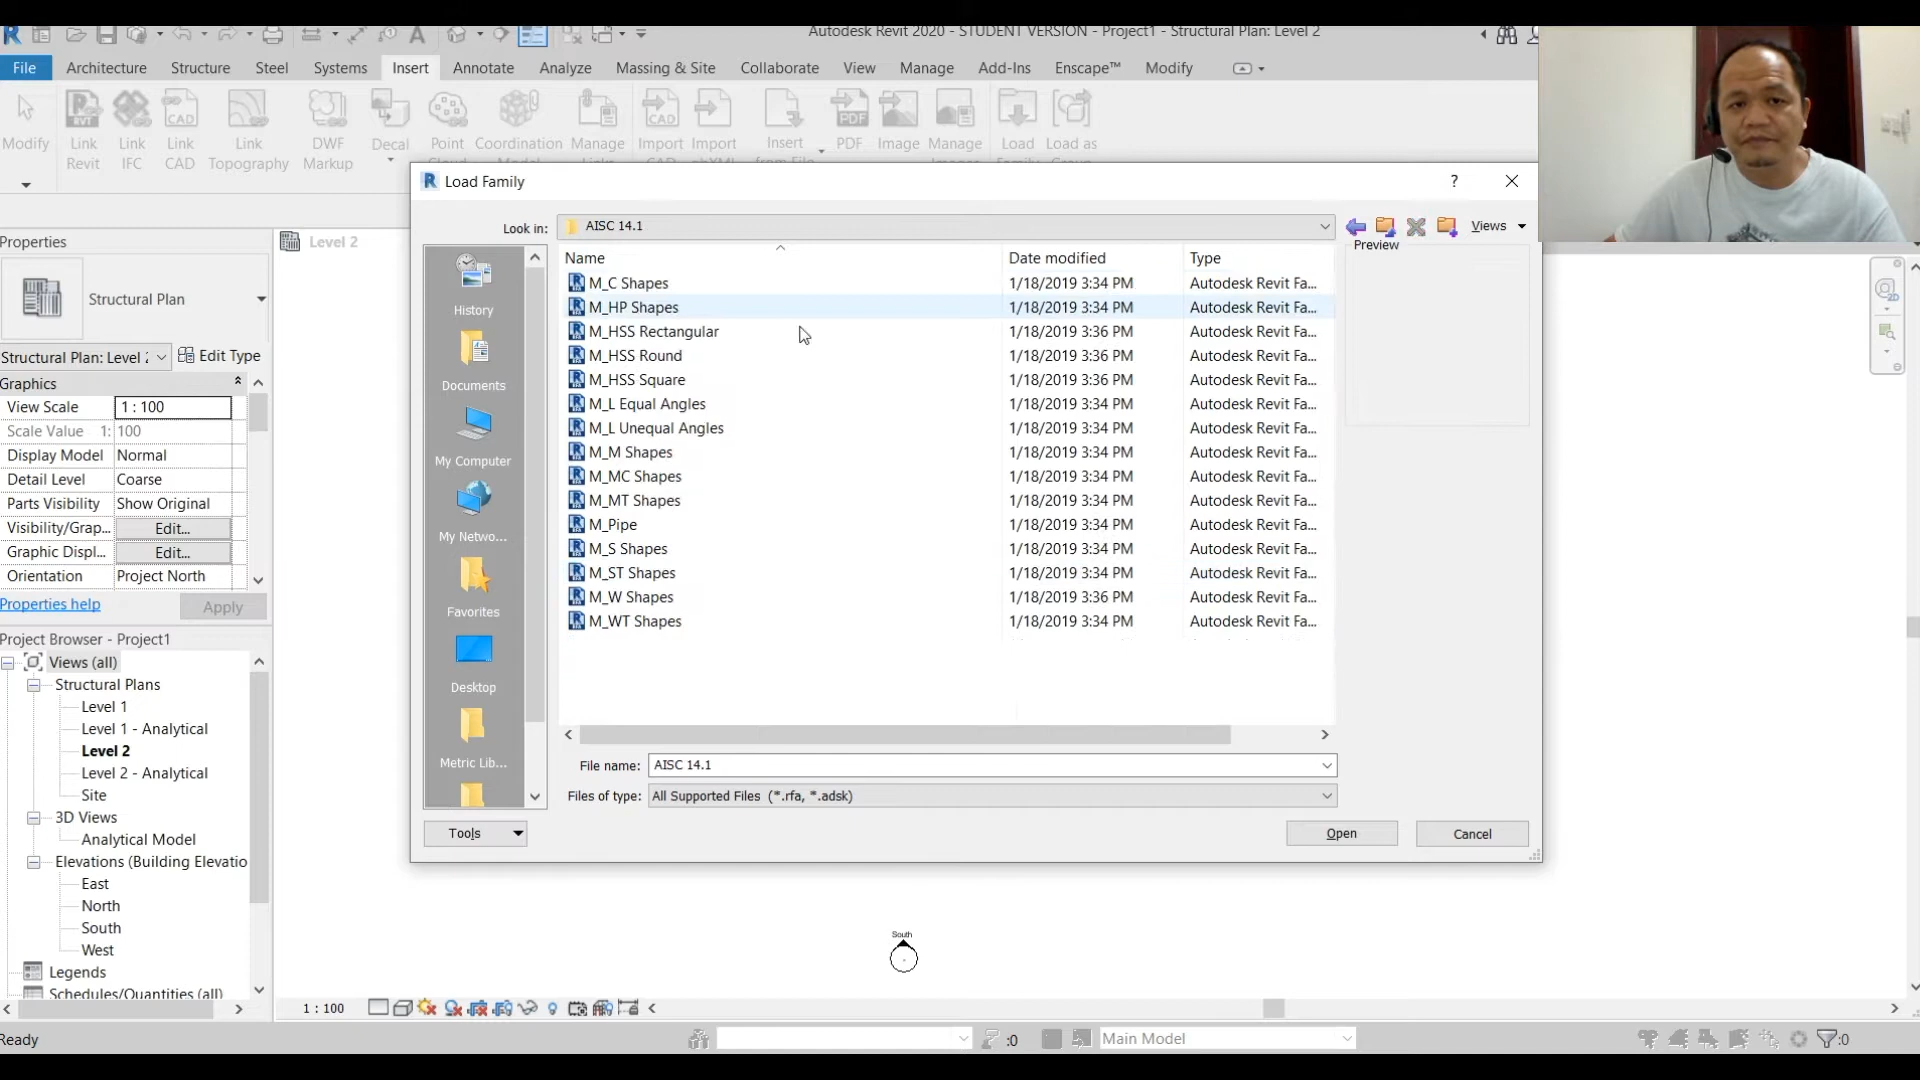 Autodesk Revit 2020 - STUDENT VERSION - Project1 - Structural Plan: Level 2
File Architecture Structure Steel Systems Insert Annotate Analyze Massing & Site Collaborate View Manage Add-Ins Enscape™ Modify
Modify
Link Revit
Link IFC
Link CAD
Link Topography
DWF Markup
Decal
Point
Coordination
Manage
Import
Import
Insert
PDF
Image
Manage
Load
Load as
Load Family
?
Look in: AISC 14.1
Views
Preview
Name Date modified Type
M_C Shapes 1/18/2019 3:34 PM Autodesk Revit Fa...
M_HP Shapes 1/18/2019 3:34 PM Autodesk Revit Fa...
M_HSS Rectangular 1/18/2019 3:36 PM Autodesk Revit Fa...
M_HSS Round 1/18/2019 3:36 PM Autodesk Revit Fa...
M_HSS Square 1/18/2019 3:36 PM Autodesk Revit Fa...
M_L Equal Angles 1/18/2019 3:34 PM Autodesk Revit Fa...
M_L Unequal Angles 1/18/2019 3:34 PM Autodesk Revit Fa...
M_M Shapes 1/18/2019 3:34 PM Autodesk Revit Fa...
M_MC Shapes 1/18/2019 3:34 PM Autodesk Revit Fa...
M_MT Shapes 1/18/2019 3:34 PM Autodesk Revit Fa...
M_Pipe 1/18/2019 3:34 PM Autodesk Revit Fa...
M_S Shapes 1/18/2019 3:34 PM Autodesk Revit Fa...
M_ST Shapes 1/18/2019 3:34 PM Autodesk Revit Fa...
M_W Shapes 1/18/2019 3:36 PM Autodesk Revit Fa...
M_WT Shapes 1/18/2019 3:34 PM Autodesk Revit Fa...
History
Documents
My Computer
My Netwo...
Favorites
Desktop
Metric Lib...
File name: AISC 14.1
Files of type: All Supported Files (*.rfa, *.adsk)
Tools
Open
Cancel
Properties
Level 2
Structural Plan
Structural Plan: Level 2
Edit Type
Graphics
View Scale 1 : 100
Scale Value 1: 100
Display Model Normal
Detail Level Coarse
Parts Visibility Show Original
Visibility/Grap... Edit...
Graphic Displ... Edit...
Orientation Project North
Properties help
Apply
Project Browser - Project1
Views (all)
Structural Plans
Level 1
Level 1 - Analytical
Level 2
Level 2 - Analytical
Site
3D Views
Analytical Model
Elevations (Building Elevatio
East
North
South
West
Legends
Schedules/Quantities (all)
South
1 : 100
Ready
:0
Main Model
:0